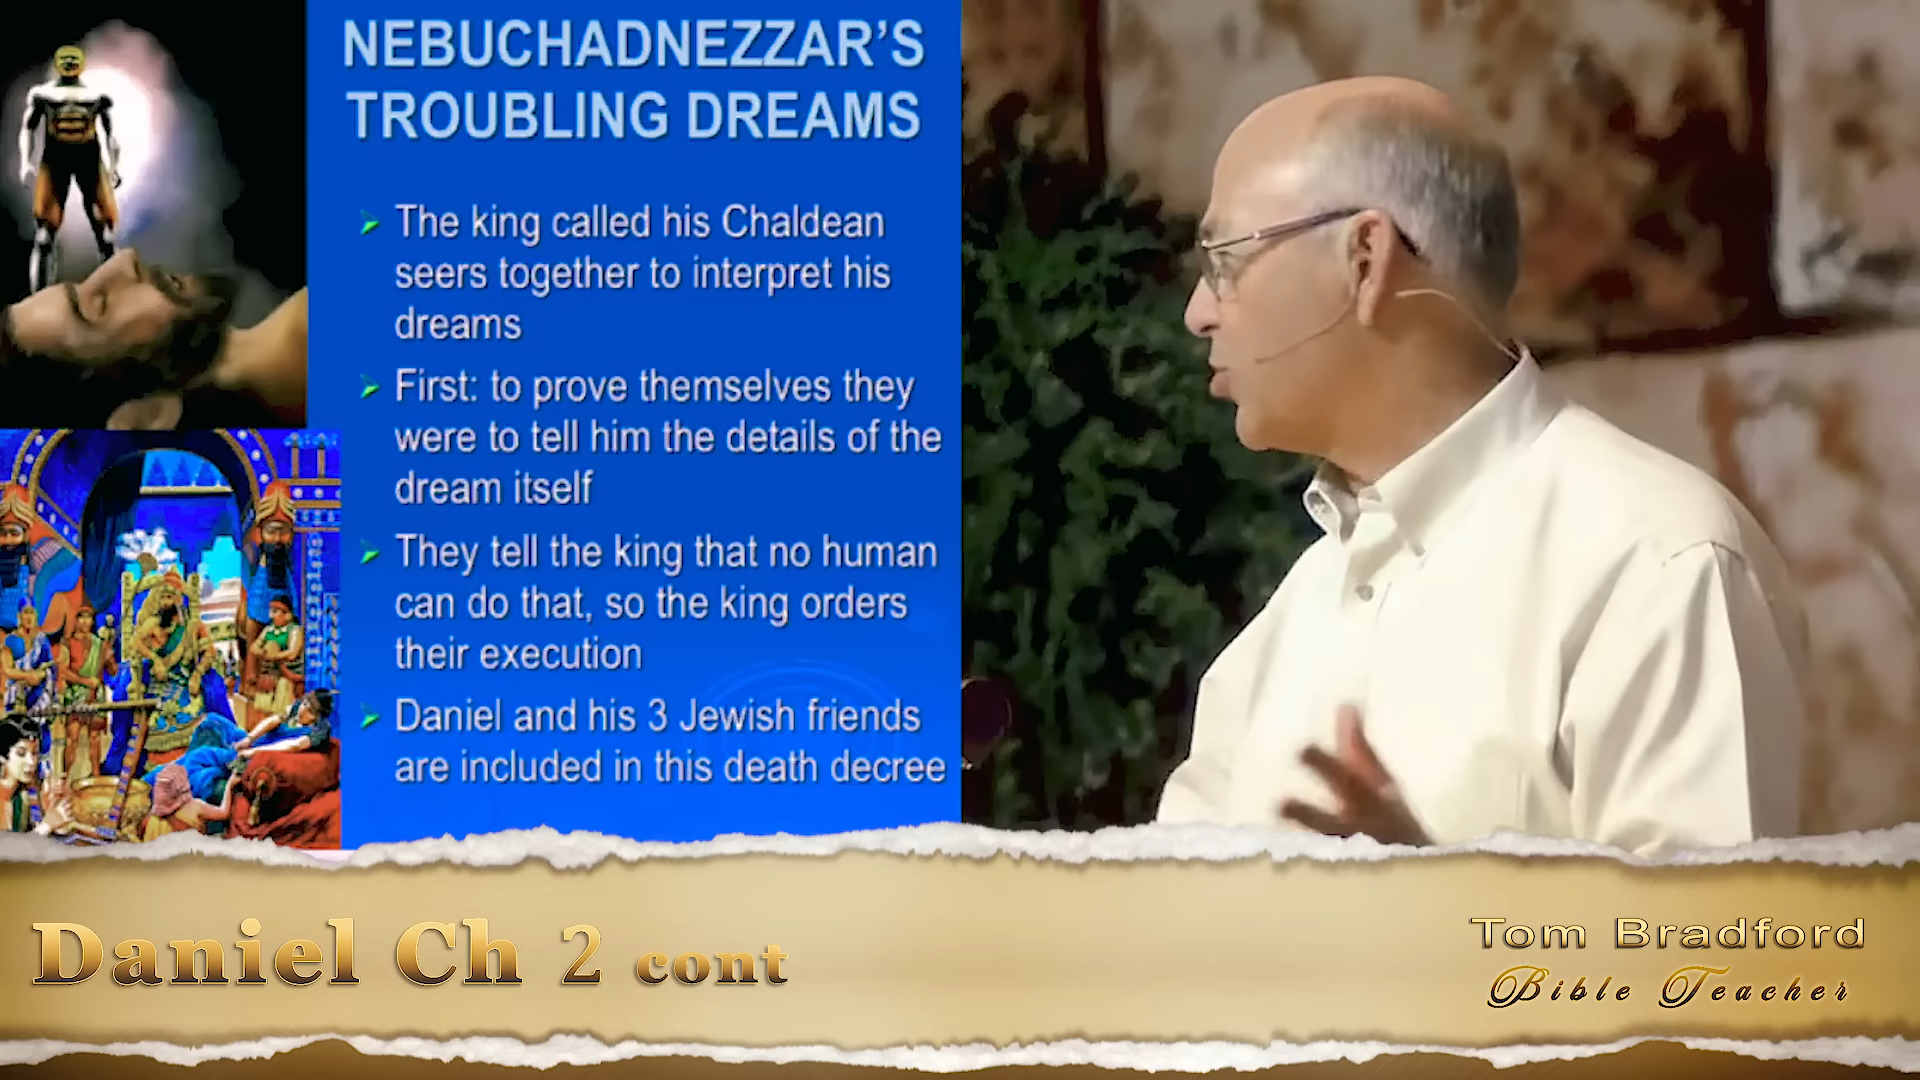 NEBUCHADNEZZAR’S
TROUBLING DREAMS
The king called his Chaldean
seers together to interpret his
dreams
First: to prove themselves they
were to tell him the details of the
dream itself
They tell the king that no human
can do that, so the king orders
their execution
Daniel and his 3 Jewish friends
are included in this death decree
Daniel Ch 2 cont
Tom Bradford
Bible Teacher